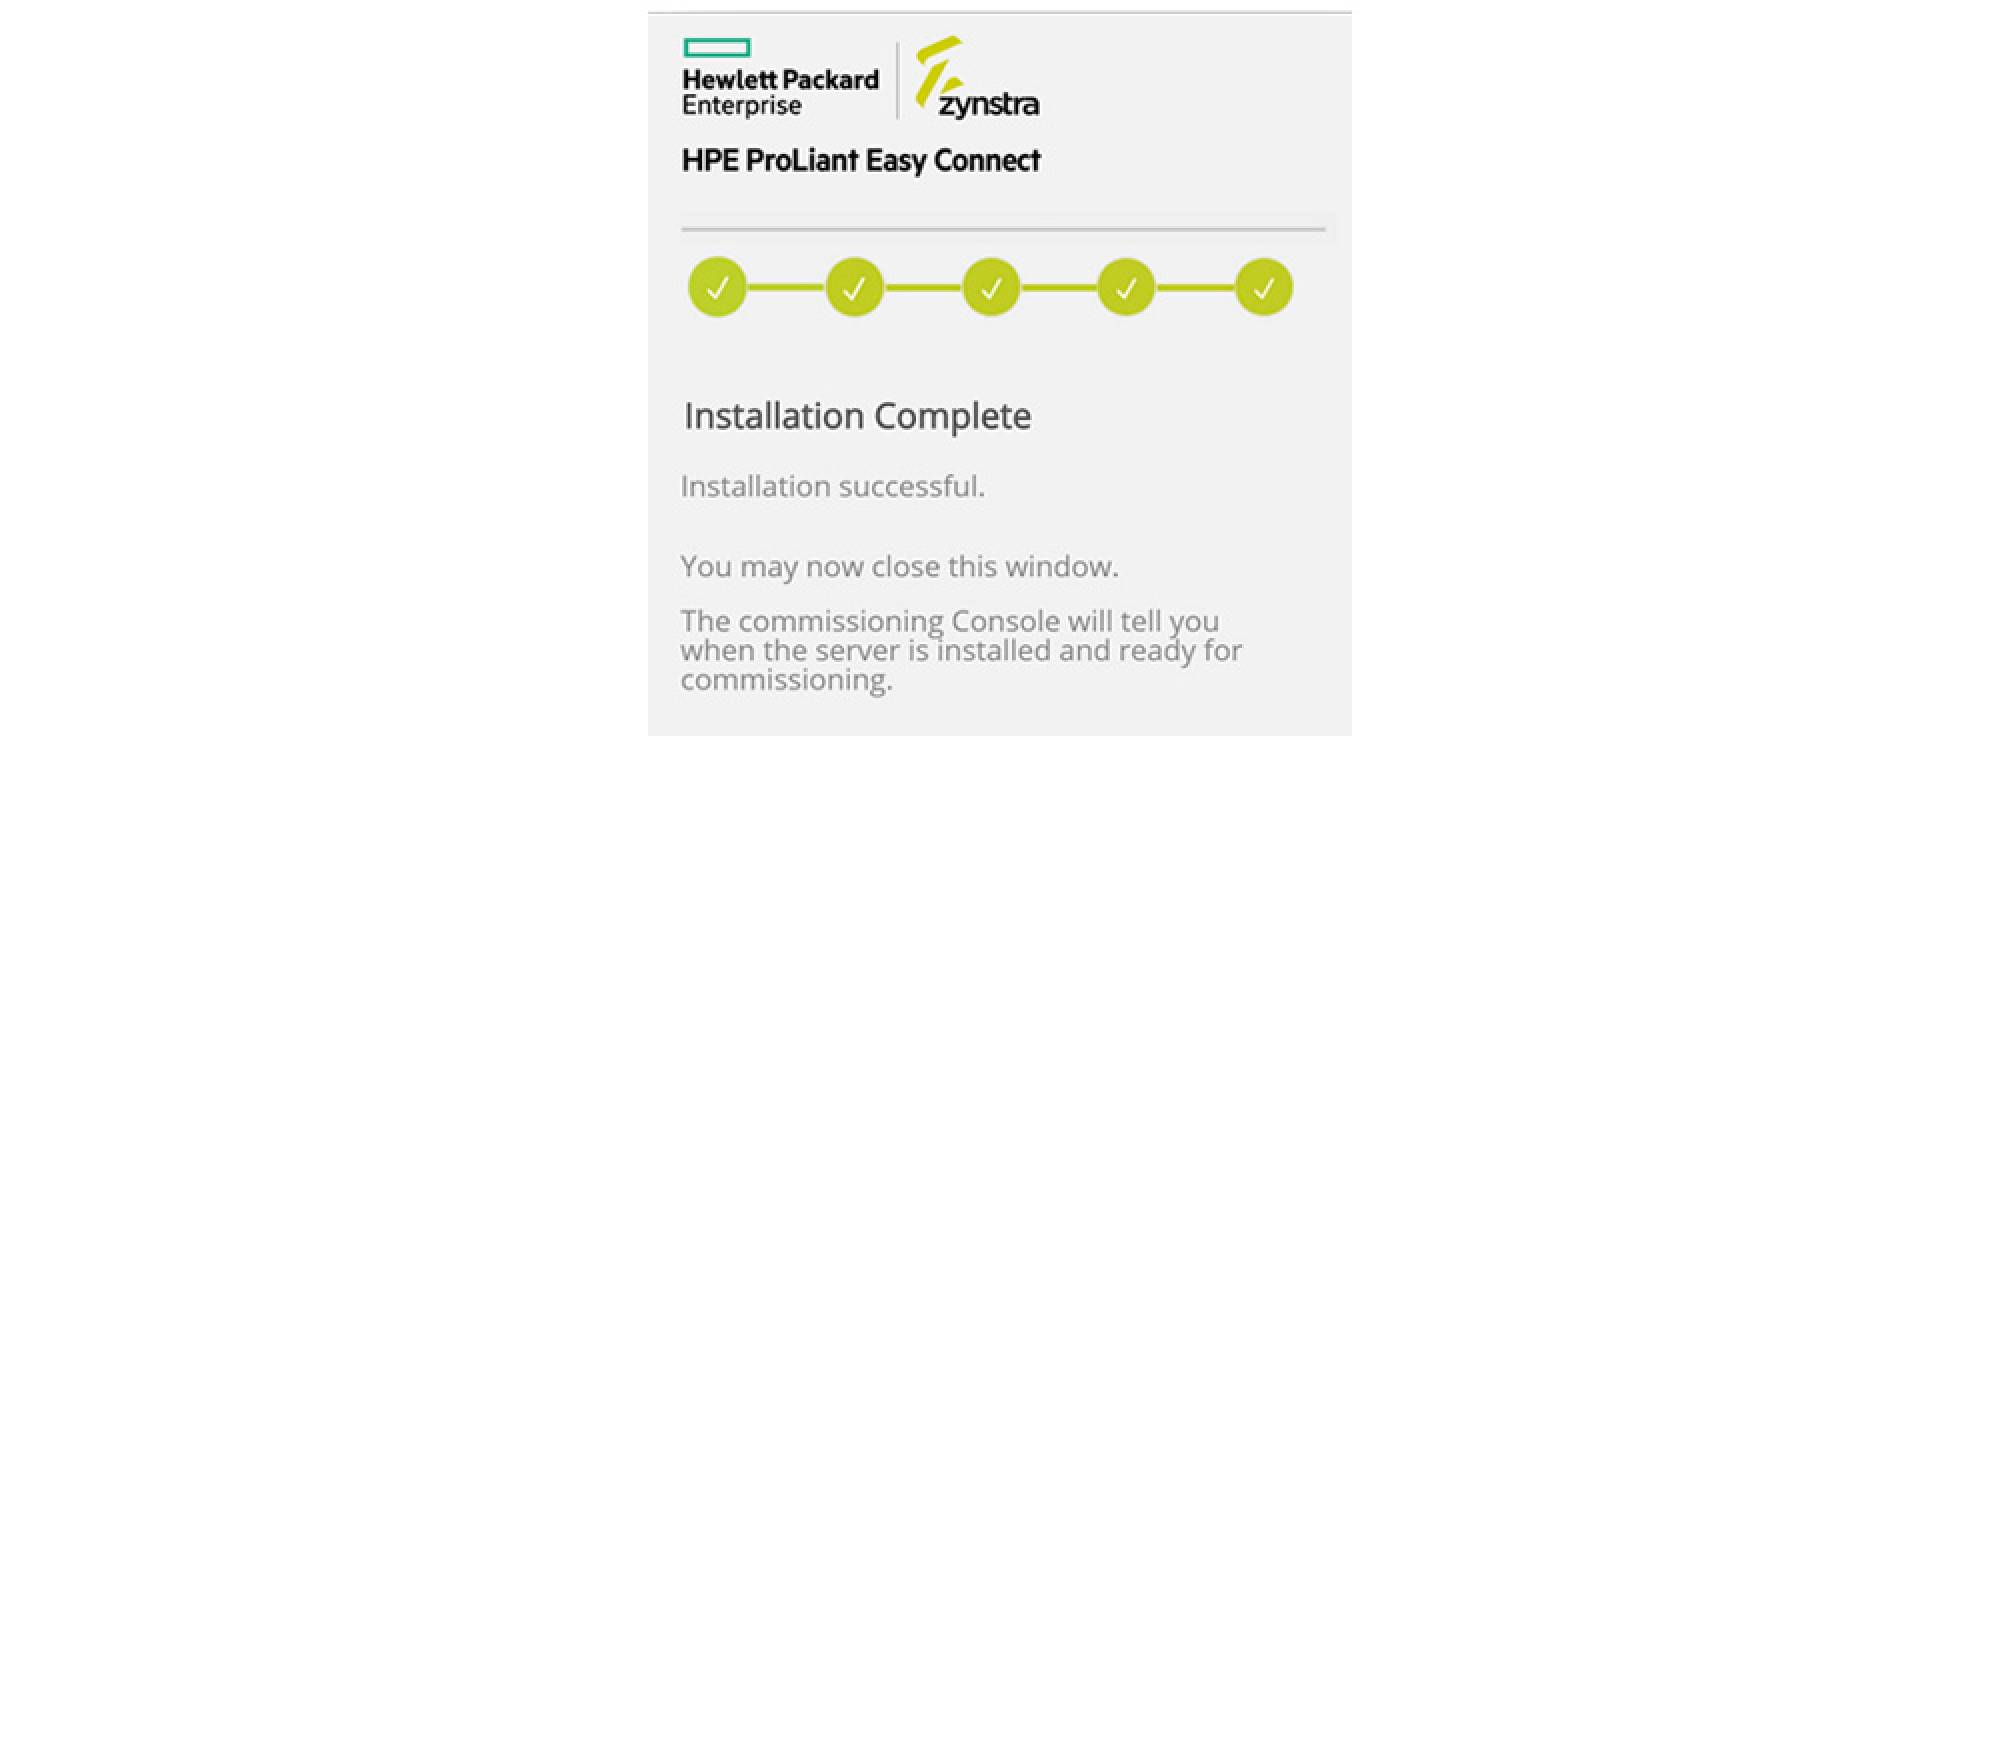 Hewlett Packard
Enterprise
zynstra
HPE ProLiant Easy Connect
Installation Complete
Installation successful.
You may now close this window.
The commissioning Console will tell you
when the server is installed and ready for
commissioning.